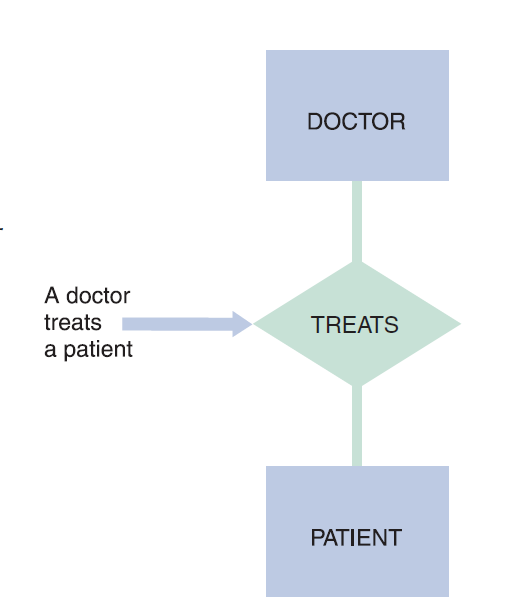 DOCTOR
A doctor
treats
a patient
TREATS
PATIENT